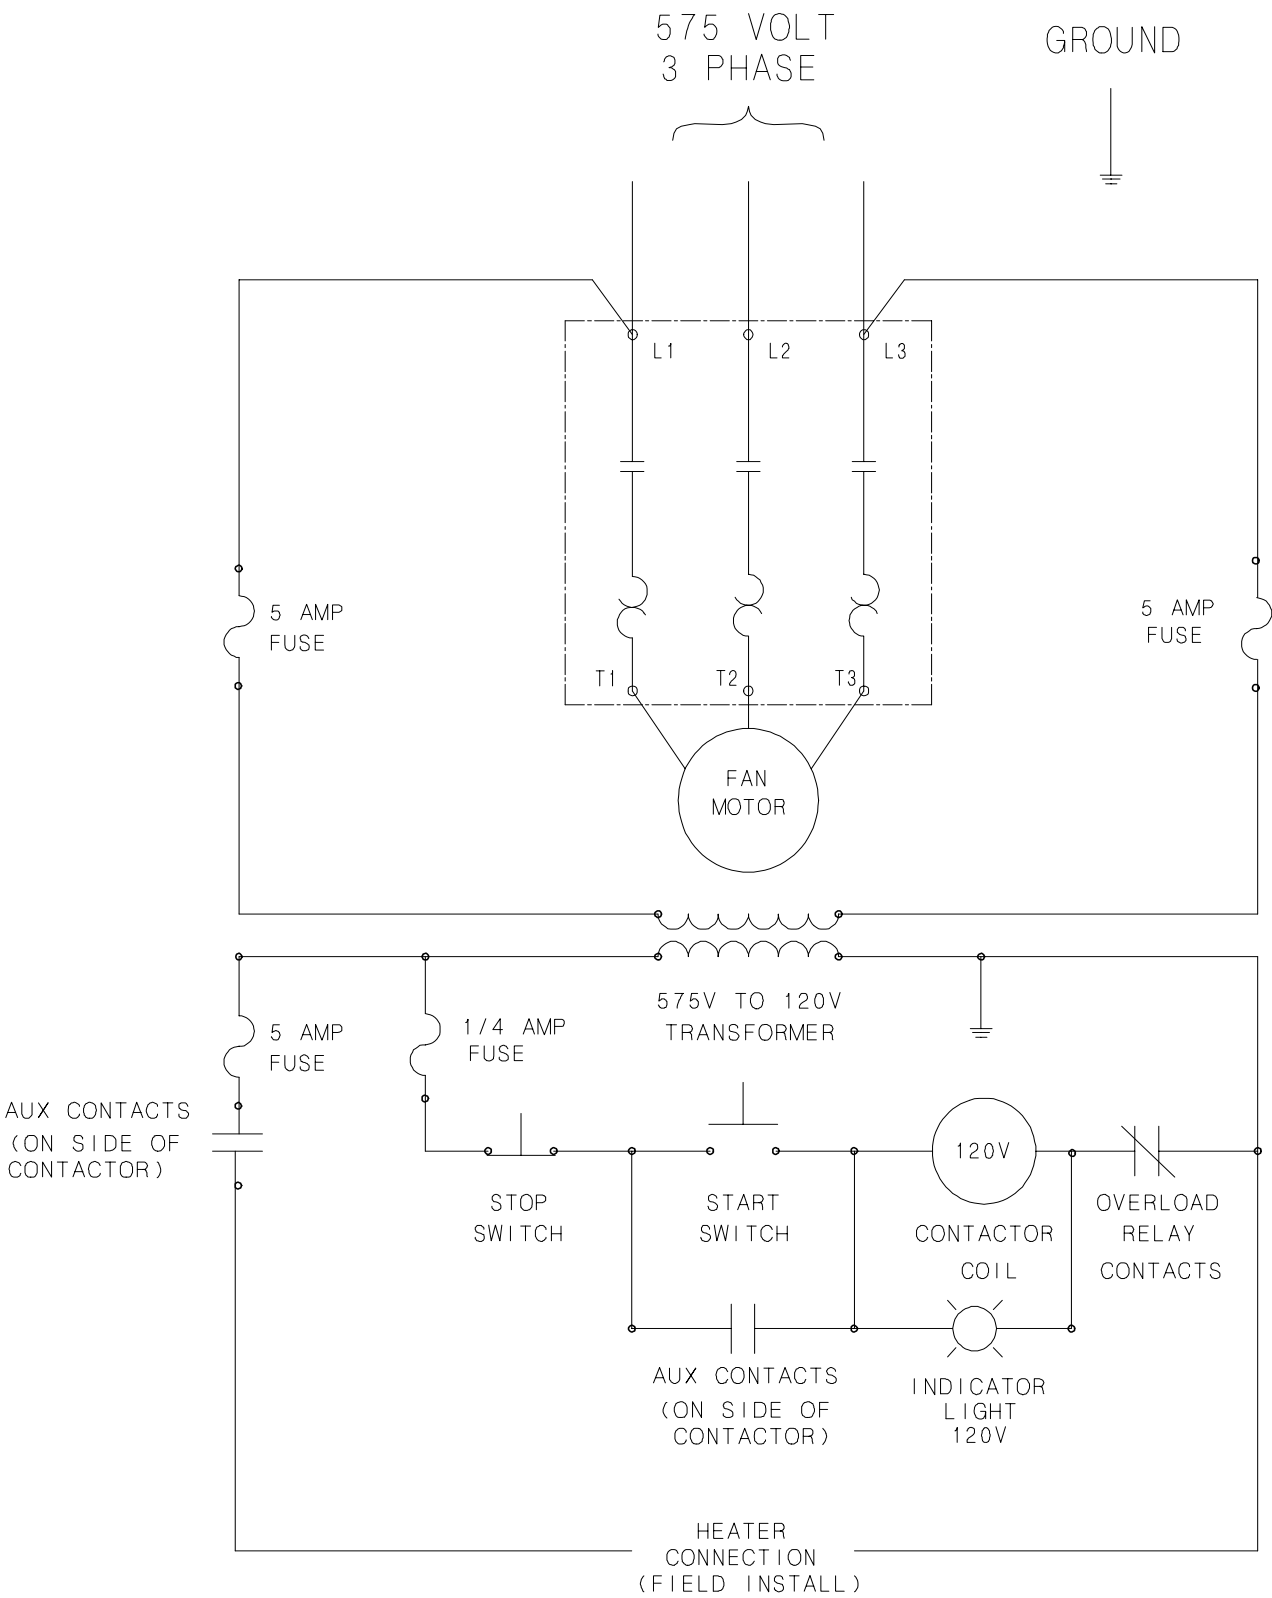 575 VOLT
3 PHASE
GROUND
L1
L2
L3
5 AMP
FUSE
5 AMP
FUSE
T1
T2
T3
FAN
MOTOR
575V TO 120V
TRANSFORMER
5 AMP
FUSE
1/4 AMP
FUSE
AUX CONTACTS
(ON SIDE OF
CONTACTOR)
STOP
SWITCH
START
SWITCH
120V
CONTACTOR
COIL
OVERLOAD
RELAY
CONTACTS
AUX CONTACTS
(ON SIDE OF
CONTACTOR)
INDICATOR
LIGHT
120V
HEATER
CONNECTION
(FIELD INSTALL)